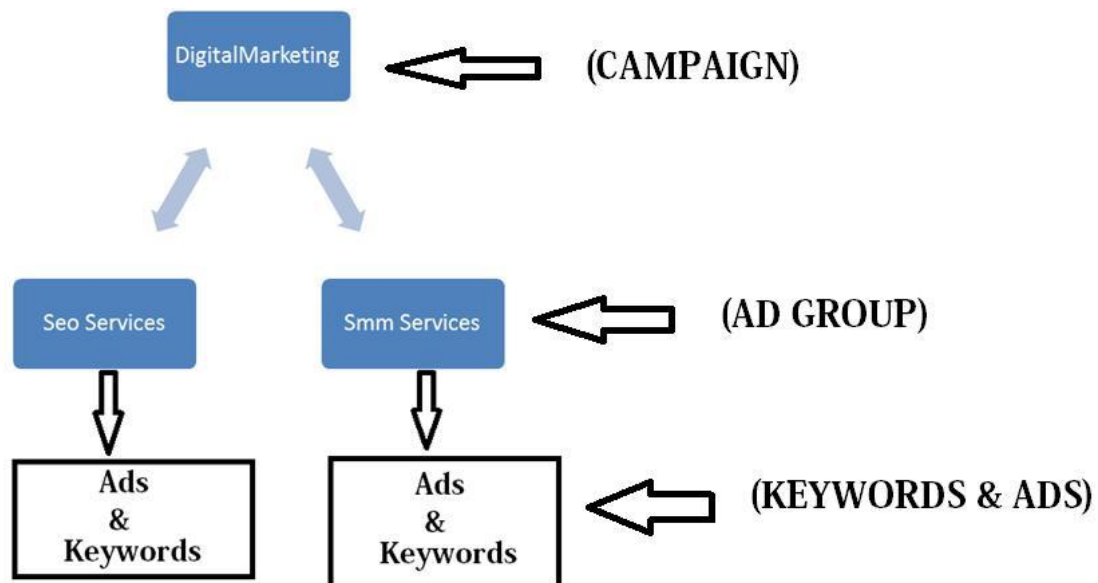 DigitalMarketing
(CAMPAIGN)
Seo Services
Smm Services
(AD GROUP)
Ads
&
Keywords
Ads
&
Keywords
(KEYWORDS & ADS)